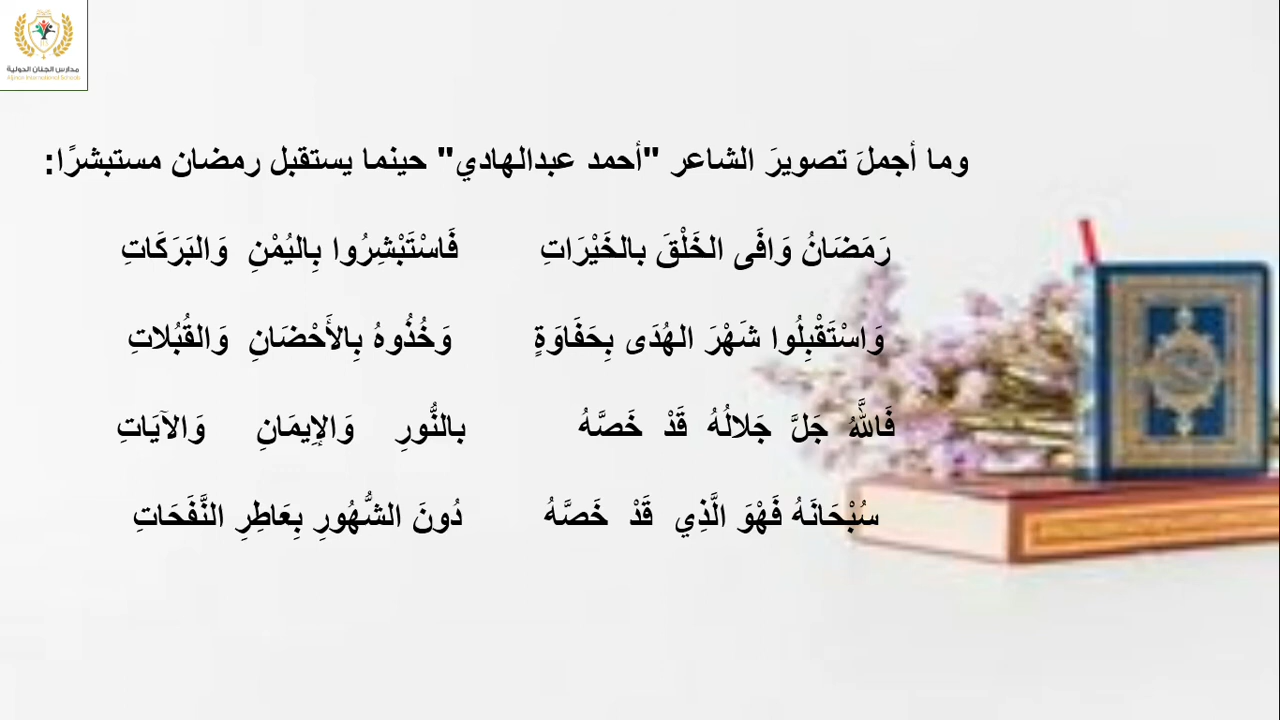 مدارس الجنان الدولية
وما أجملَ تصويرَ الشاعر "أحمد عبدالهادي" حينما يستقبل رمضان مستبشرًا:
رَمَضَانُ وَافَى الخَلْقَ بالخَيْرَاتِ فَاسْتَبْشِرُوا بِاليُمْنِ وَالبَرَكَاتِ
وَاسْتَقْبِلُوا شَهْرَ الهُدَى بِحَفَاوَةٍ وَخُذُوهُ بِالأَحْضَانِ وَالقُبُلاتِ
فَاللَّهُ جَلَّ جَلالُهُ قَدْ خَصَّهُ بالنُّورِ وَالإِيمَانِ وَالآيَاتِ
سُبْحَانَهُ فَهْوَ الَّذِي قَدْ خَصَّهُ دُونَ الشُّهُورِ بِعَاطِرِ النَّفَحَاتِ